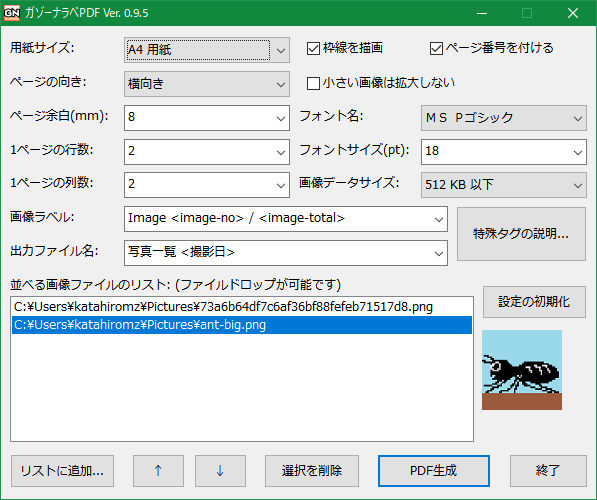 GN ガゾーナラベPDF Ver. 0.9.5
用紙サイズ: A4 用紙 枠線を描画 ページ番号を付ける
ページの向き: 横向き 小さい画像は拡大しない
ページ余白(mm): 8 フォント名: ＭＳ Ｐゴシック
1ページの行数: 2 フォントサイズ(pt): 18
1ページの列数: 2 画像データサイズ: 512 KB 以下
画像ラベル: Image <image-no> / <image-total>
特殊タグの説明...
出力ファイル名: 写真一覧 <撮影日>
並べる画像ファイルのリスト: (ファイルドロップが可能です)
設定の初期化
C:¥Users¥katahiromz¥Pictures¥73a6b64df7c6af36bf88fefeb71517d8.png
C:¥Users¥katahiromz¥Pictures¥ant-big.png
リストに追加... ↑ ↓ 選択を削除 PDF生成 終了